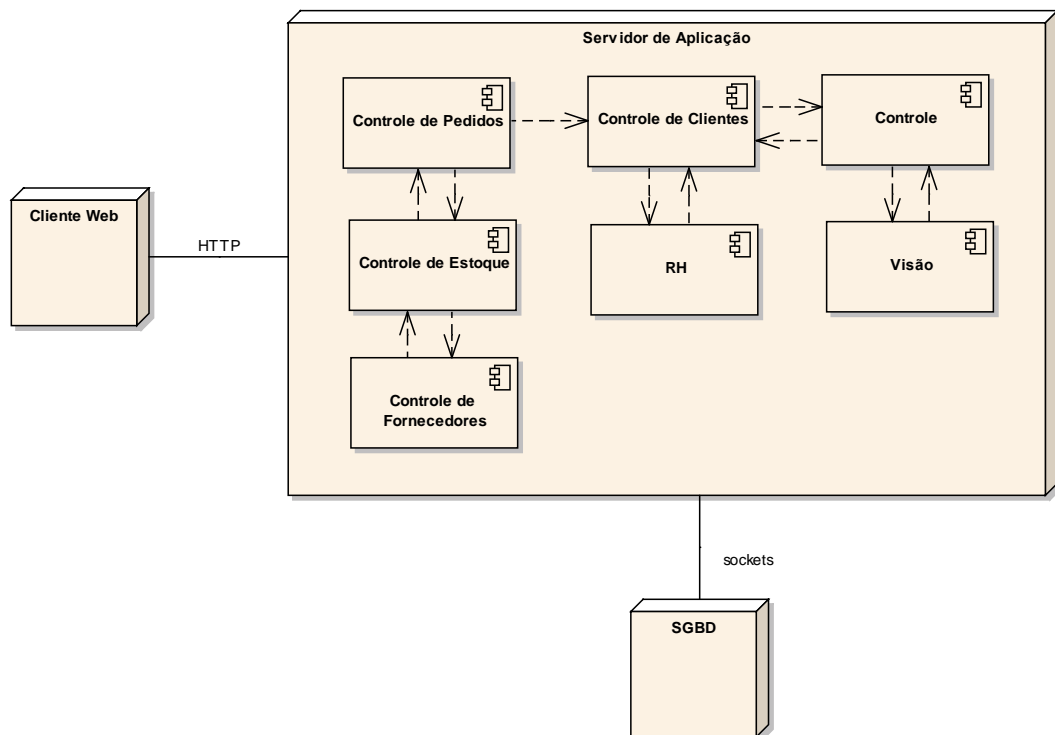 Servidor de Aplicação
Controle de Pedidos
Controle de Clientes
Controle
Cliente Web
HTTP
Controle de Estoque
RH
Visão
Controle de
Fornecedores
sockets
SGBD